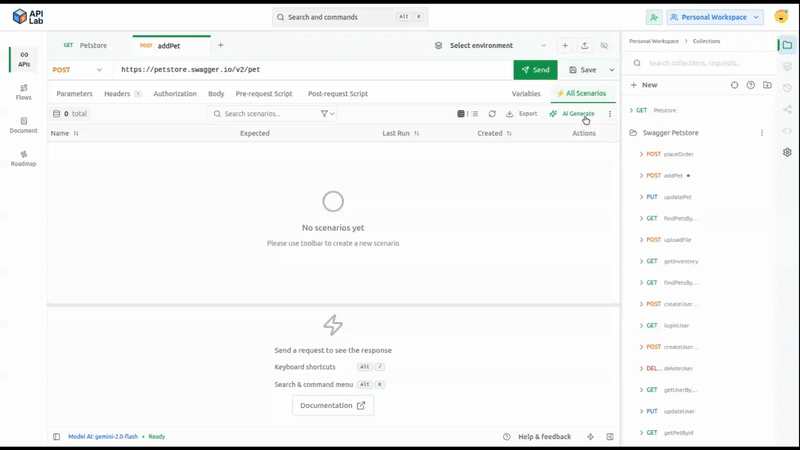 API Lab
Search and commands Alt K
Personal Workspace
APIs
Flows
Document
Roadmap
GET Petstore
POST addPet
Select environment
POST https://petstore.swagger.io/v2/pet Send Save
Parameters Headers 1 Authorization Body Pre-request Script Post-request Script Variables All Scenarios
0 total Search scenarios... Export AI Generate
Name Expected Last Run Created Actions
No scenarios yet
Please use toolbar to create a new scenario
Send a request to see the response
Keyboard shortcuts Alt /
Search & command menu Alt K
Documentation
Model AI: gemini-2.0-flash • Ready
Help & feedback
Personal Workspace > Collections
Search collections, requests...
New
GET Petstore
Swagger Petstore
POST placeOrder
POST addPet
PUT updatePet
GET findPetsBy...
POST uploadFile
GET getInventory
GET findPetsBy...
POST createUser...
GET loginUser
POST createUser...
DEL... deleteUser
GET getUserBy...
PUT updateUser
GET getPetById